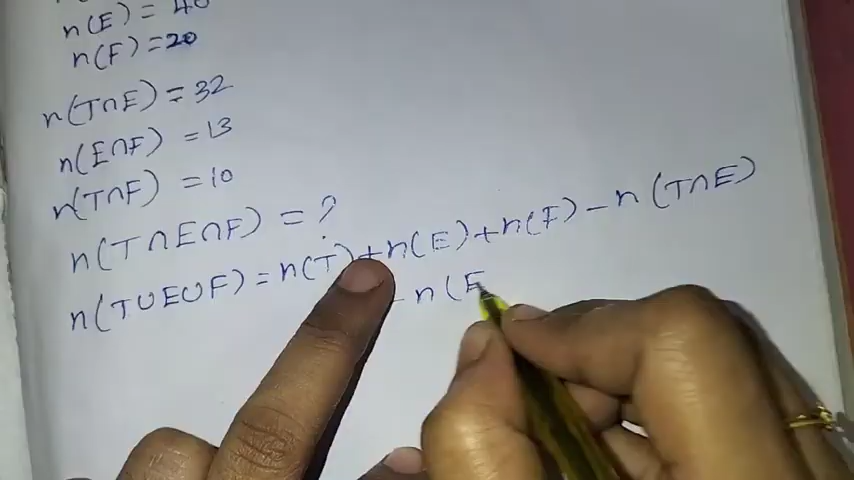 n(E) = 40
n(F) = 20
n(T∩E) = 32
n(E∩F) = 13
n(T∩F) = 10
n(T∩E∩F) = ?
n(T∪E∪F) = n(T) + n(E) + n(F) - n(T∩E)
- n(E